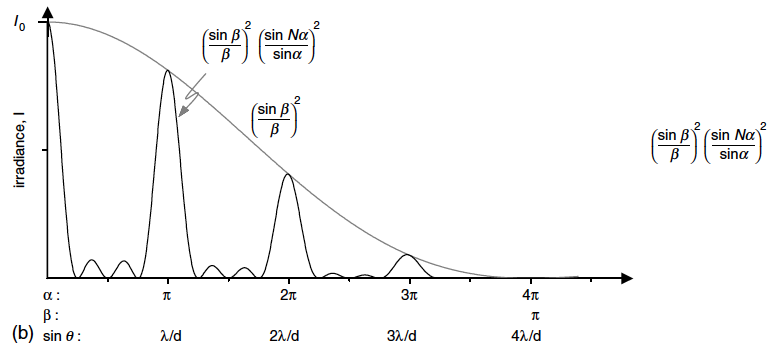 I₀
(sin β / β)² (sin Nα / sinα)²
(sin β / β)²
(sin β / β)² (sin Nα / sinα)²
irradiance, I
α : π 2π 3π 4π
β : π
(b) sin θ : λ/d 2λ/d 3λ/d 4λ/d